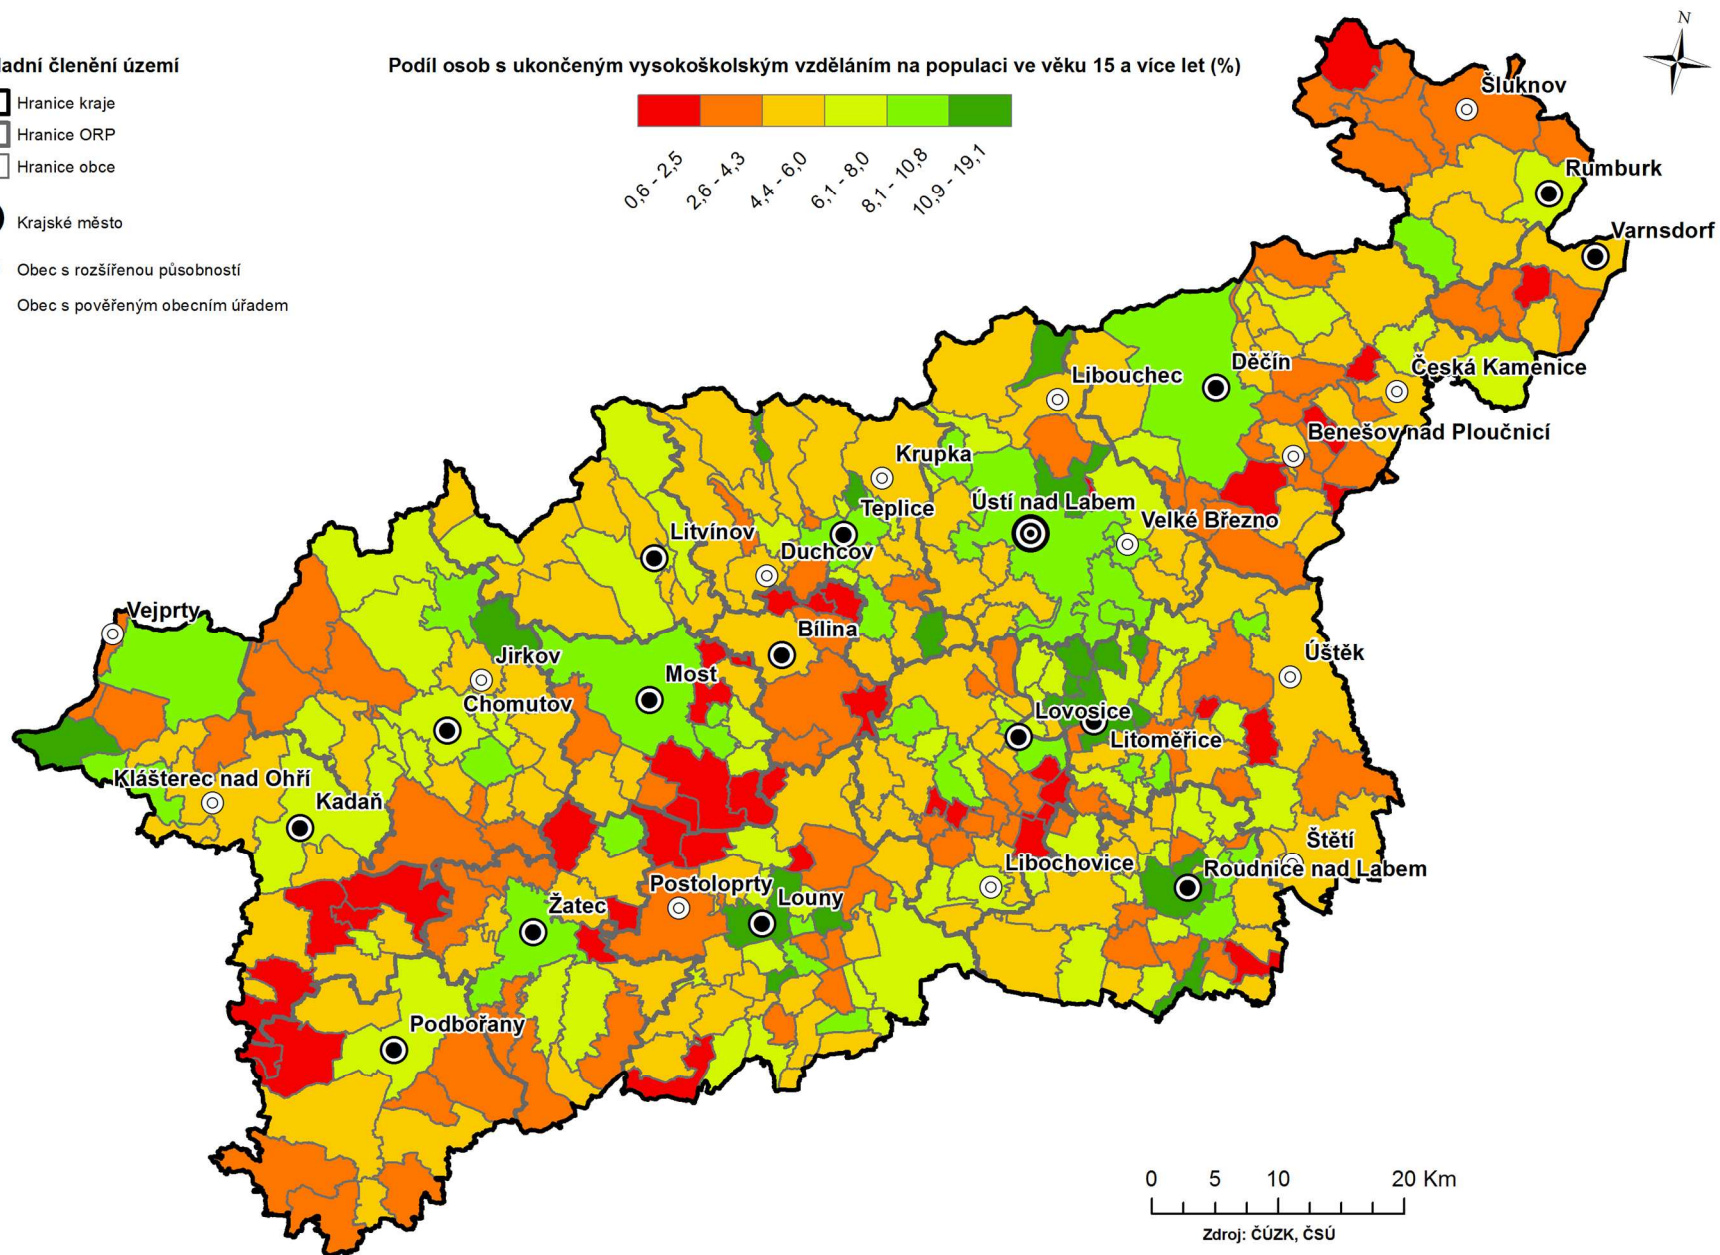 ladní členění území
Hranice kraje
Hranice ORP
Hranice obce
Krajské město
Obec s rozšířenou působností
Obec s pověřeným obecním úřadem
Podíl osob s ukončeným vysokoškolským vzděláním na populaci ve věku 15 a více let (%)
0,6 - 2,5
2,6 - 4,3
4,4 - 6,0
6,1 - 8,0
8,1 - 10,8
10,9 - 19,1
N
Šluknov
Rumburk
Varnsdorf
Děčín
Česká Kamenice
Libouchec
Benešov nad Ploučnicí
Krupka
Teplice
Ústí nad Labem
Velké Březno
Litvínov
Duchcov
Vejprty
Bílina
Úštěk
Jirkov
Most
Chomutov
Lovosice
Litoměřice
Klášterec nad Ohří
Kadaň
Štětí
Libochovice
Roudnice nad Labem
Postoloprty
Louny
Žatec
Podbořany
0 5 10 20 Km
Zdroj: ČÚZK, ČSÚ